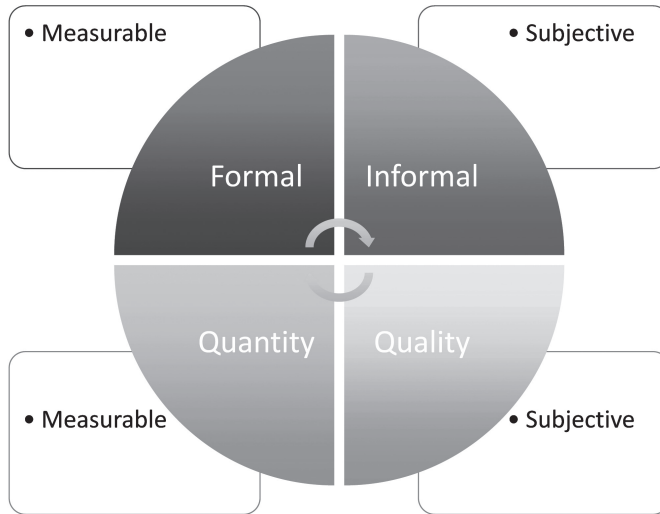 • Measurable
• Subjective
Formal
Informal
Quantity
Quality
• Measurable
• Subjective